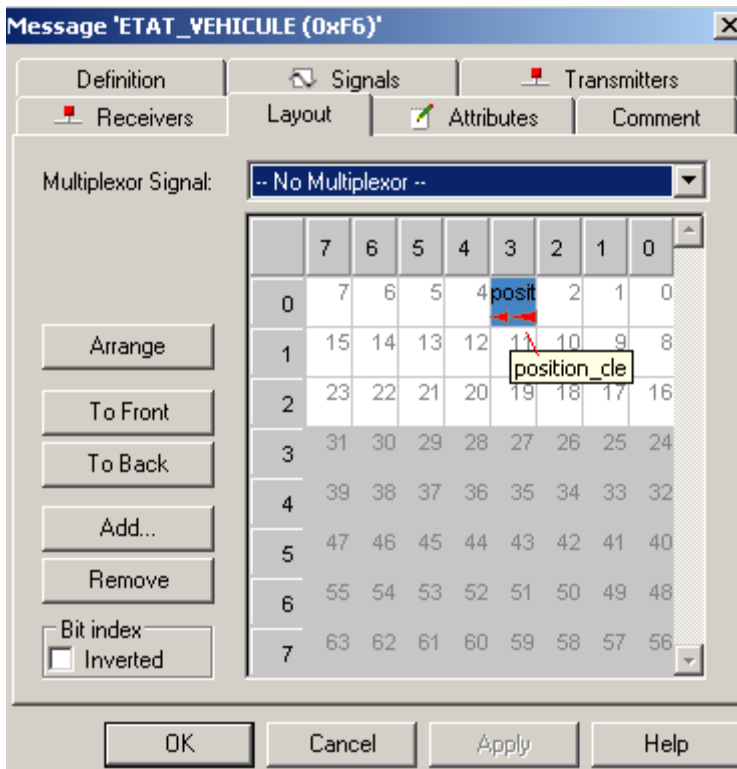 Message 'ETAT_VEHICULE (0xF6)'
Definition Signals Transmitters
Receivers Layout Attributes Comment
Multiplexor Signal: -- No Multiplexor --
7 6 5 4 3 2 1 0
0 7 6 5 4 posit 2 1 0
Arrange 1 15 14 13 12 11 10 9 8
position_cle
To Front 2 23 22 21 20 19 18 17 16
To Back 3 31 30 29 28 27 26 25 24
4 39 38 37 36 35 34 33 32
Add... 5 47 46 45 44 43 42 41 40
Remove 6 55 54 53 52 51 50 49 48
Bit index
Inverted 7 63 62 61 60 59 58 57 56
OK Cancel Apply Help